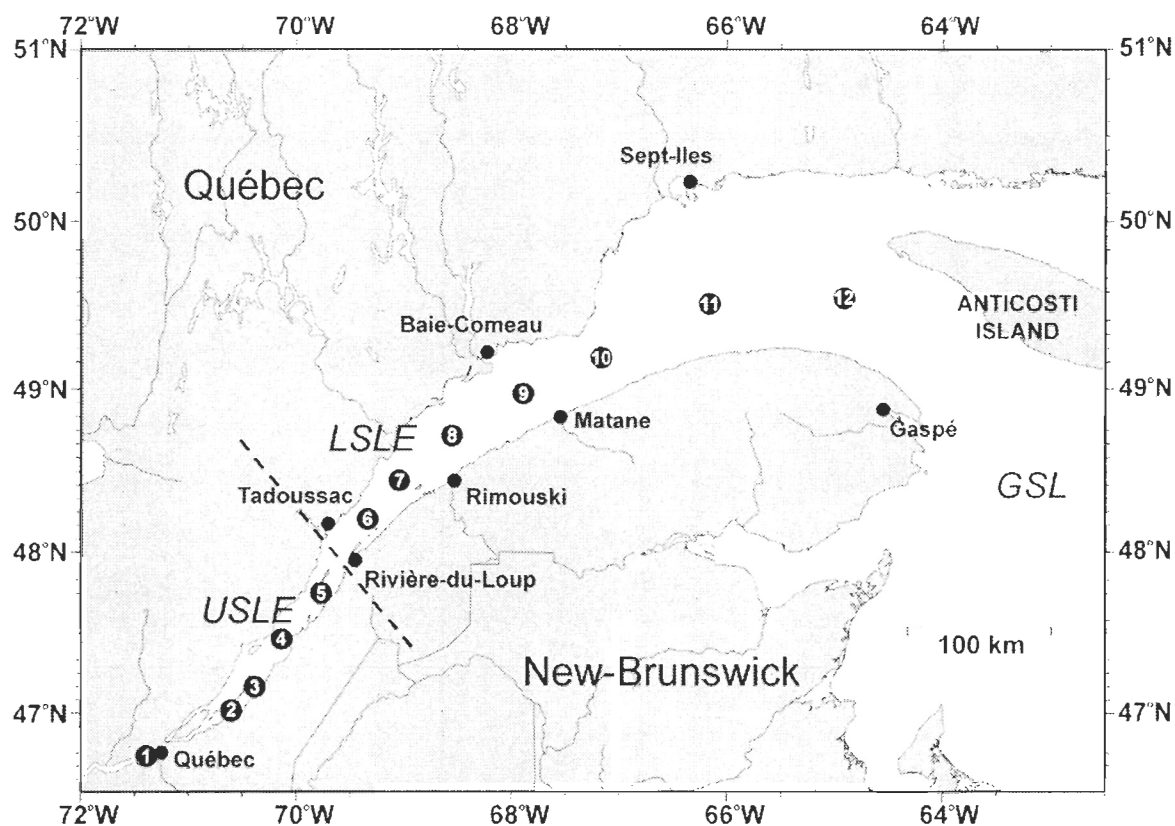 72°W 70°W 68°W 66°W 64°W
51°N 51°N
Sept-Iles
Québec
50°N 50°N
11 12
ANTICOSTI
ISLAND
Baie-Comeau
10
49°N 9 49°N
Matane
Gaspé
LSLE 8
7
Tadoussac Rimouski GSL
6
48°N 48°N
Rivière-du-Loup
5
USLE
4
100 km
New-Brunswick
3
47°N 2 47°N
1 Québec
72°W 70°W 68°W 66°W 64°W